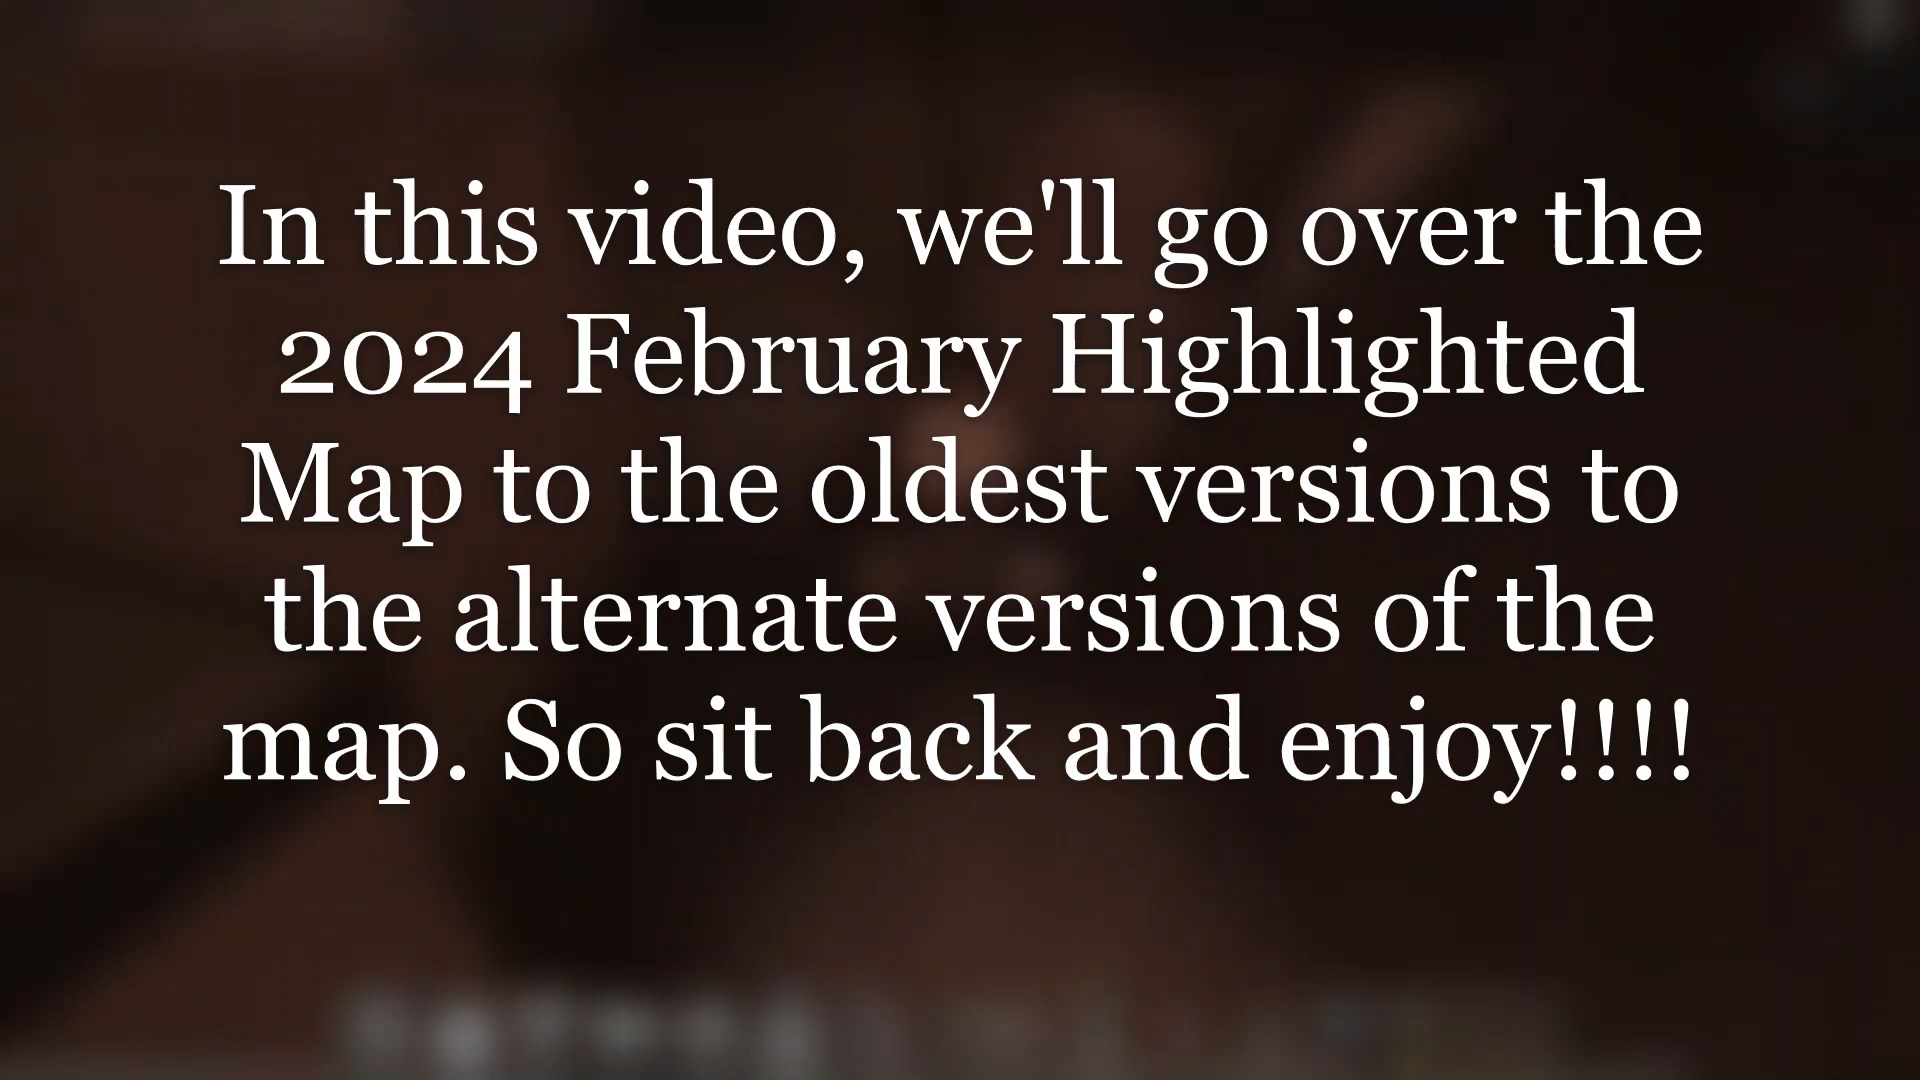 In this video, we'll go over the
2024 February Highlighted
Map to the oldest versions to
the alternate versions of the
map. So sit back and enjoy!!!!